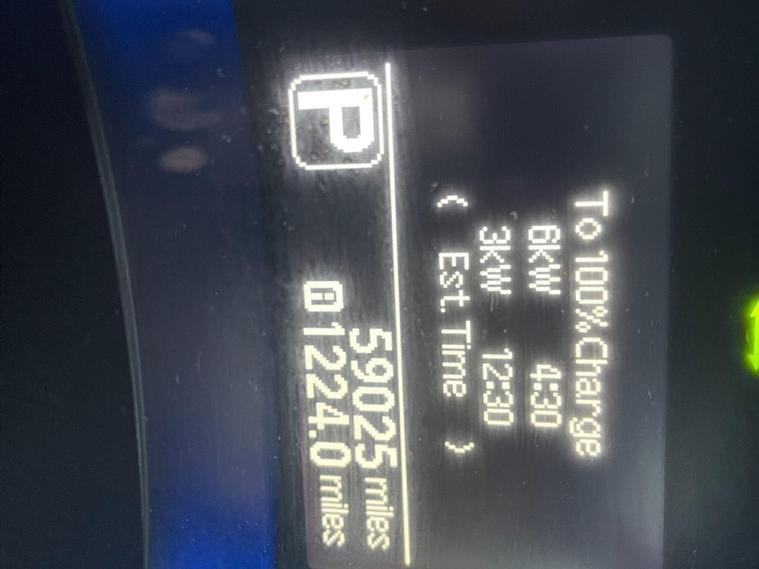 To 100% Charge
6kW 4:30
3kW 12:30
‹ Est. Time ›
P
59025 miles
A 1224.0 miles